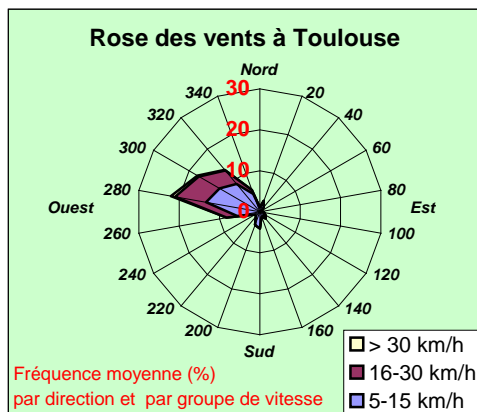 Rose des vents à Toulouse
Nord
340 30 20
320 40
20
300 60
10
280 80
Ouest 0 Est
260 100
240 120
220 140
200 160
Sud
Fréquence moyenne (%)
par direction et par groupe de vitesse
> 30 km/h
16-30 km/h
5-15 km/h